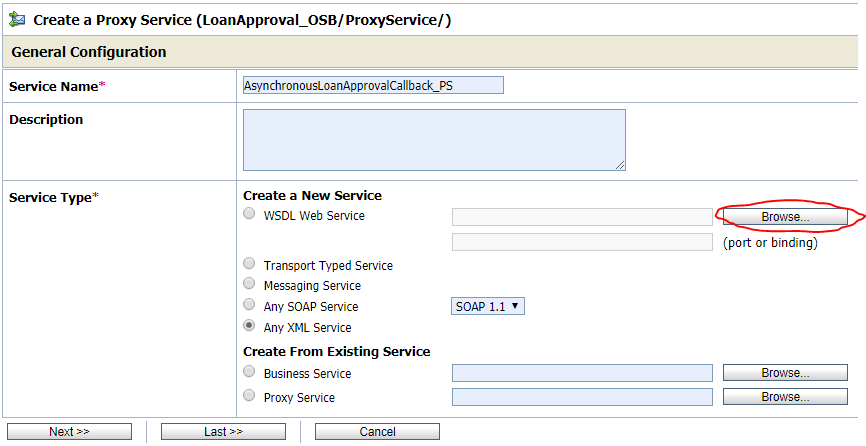 Create a Proxy Service (LoanApproval_OSB/ProxyService/)
General Configuration
Service Name* AsynchronousLoanApprovalCallback_PS
Description
Service Type* Create a New Service
WSDL Web Service Browse...
(port or binding)
Transport Typed Service
Messaging Service
Any SOAP Service SOAP 1.1
Any XML Service
Create From Existing Service
Business Service Browse...
Proxy Service Browse...
Next >> Last >> Cancel